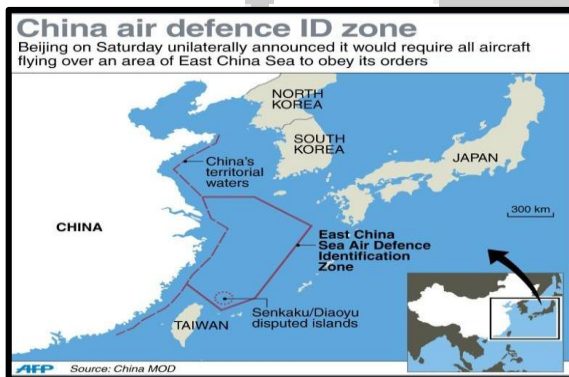 China air defence ID zone
Beijing on Saturday unilaterally announced it would require all aircraft
flying over an area of East China Sea to obey its orders
NORTH
KOREA
SOUTH
KOREA
JAPAN
China's
territorial
waters
300 km
CHINA
East China
Sea Air Defence
Identification
Zone
Senkaku/Diaoyu
disputed islands
TAIWAN
AFP Source: China MOD